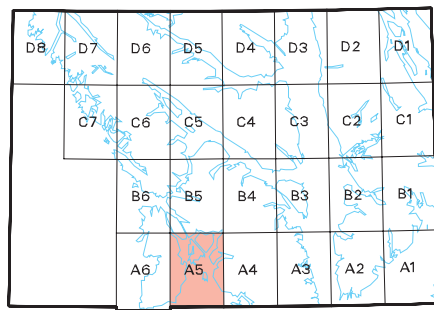 D8 D7 D6 D5 D4 D3 D2 D1
C7 C6 C5 C4 C3 C2 C1
B6 B5 B4 B3 B2 B1
A6 A5 A4 A3 A2 A1